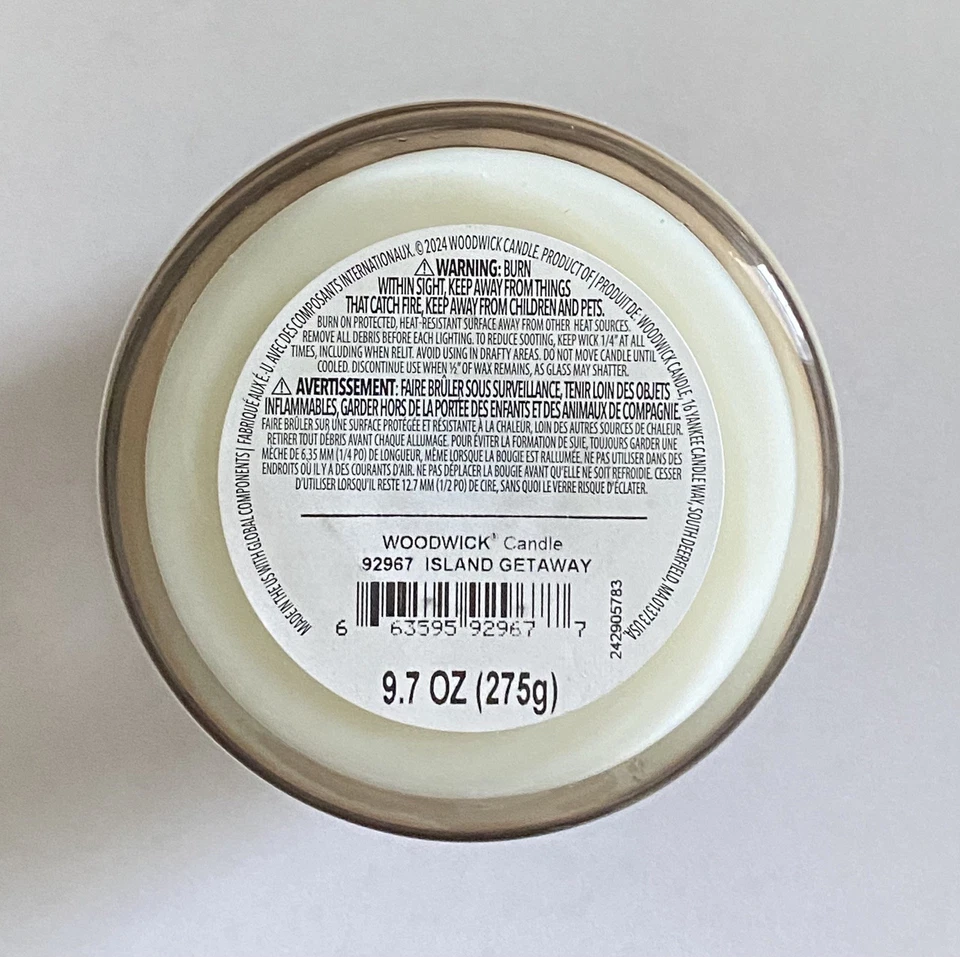 MADE IN THE US WITH GLOBAL COMPONENTS | FABRIQUÉ AUX É.-U. AVEC DES COMPOSANTS INTERNATIONAUX. © 2024 WOODWICK CANDLE. PRODUCT OF | PRODUIT DE: WOODWICK CANDLE, 16 YANKEE CANDLE WAY, SOUTH DEERFIELD, MA 01373 USA.
⚠ WARNING: BURN
WITHIN SIGHT, KEEP AWAY FROM THINGS
THAT CATCH FIRE, KEEP AWAY FROM CHILDREN AND PETS.
BURN ON PROTECTED, HEAT-RESISTANT SURFACE AWAY FROM OTHER HEAT SOURCES.
REMOVE ALL DEBRIS BEFORE EACH LIGHTING. TO REDUCE SOOTING, KEEP WICK 1/4" AT ALL
TIMES, INCLUDING WHEN RELIT. AVOID USING IN DRAFTY AREAS. DO NOT MOVE CANDLE UNTIL
COOLED. DISCONTINUE USE WHEN ½" OF WAX REMAINS, AS GLASS MAY SHATTER.
⚠ AVERTISSEMENT: FAIRE BRÛLER SOUS SURVEILLANCE, TENIR LOIN DES OBJETS
INFLAMMABLES, GARDER HORS DE LA PORTÉE DES ENFANTS ET DES ANIMAUX DE COMPAGNIE.
FAIRE BRÛLER SUR UNE SURFACE PROTÉGÉE ET RÉSISTANTE À LA CHALEUR, LOIN DES AUTRES SOURCES DE CHALEUR.
RETIRER TOUT DÉBRIS AVANT CHAQUE ALLUMAGE. POUR ÉVITER LA FORMATION DE SUIE, TOUJOURS GARDER UNE
MÈCHE DE 6,35 MM (1/4 PO) DE LONGUEUR, MÊME LORSQUE LA BOUGIE EST RALLUMÉE. NE PAS UTILISER DANS DES
ENDROITS OÙ IL Y A DES COURANTS D'AIR. NE PAS DÉPLACER LA BOUGIE AVANT QU'ELLE NE SOIT REFROIDIE. CESSER
D'UTILISER LORSQU'IL RESTE 12.7 MM (1/2 PO) DE CIRE, SANS QUOI LE VERRE RISQUE D'ÉCLATER.
WOODWICK® Candle
92967 ISLAND GETAWAY
6 63595 92967 7
242905783
9.7 OZ (275g)